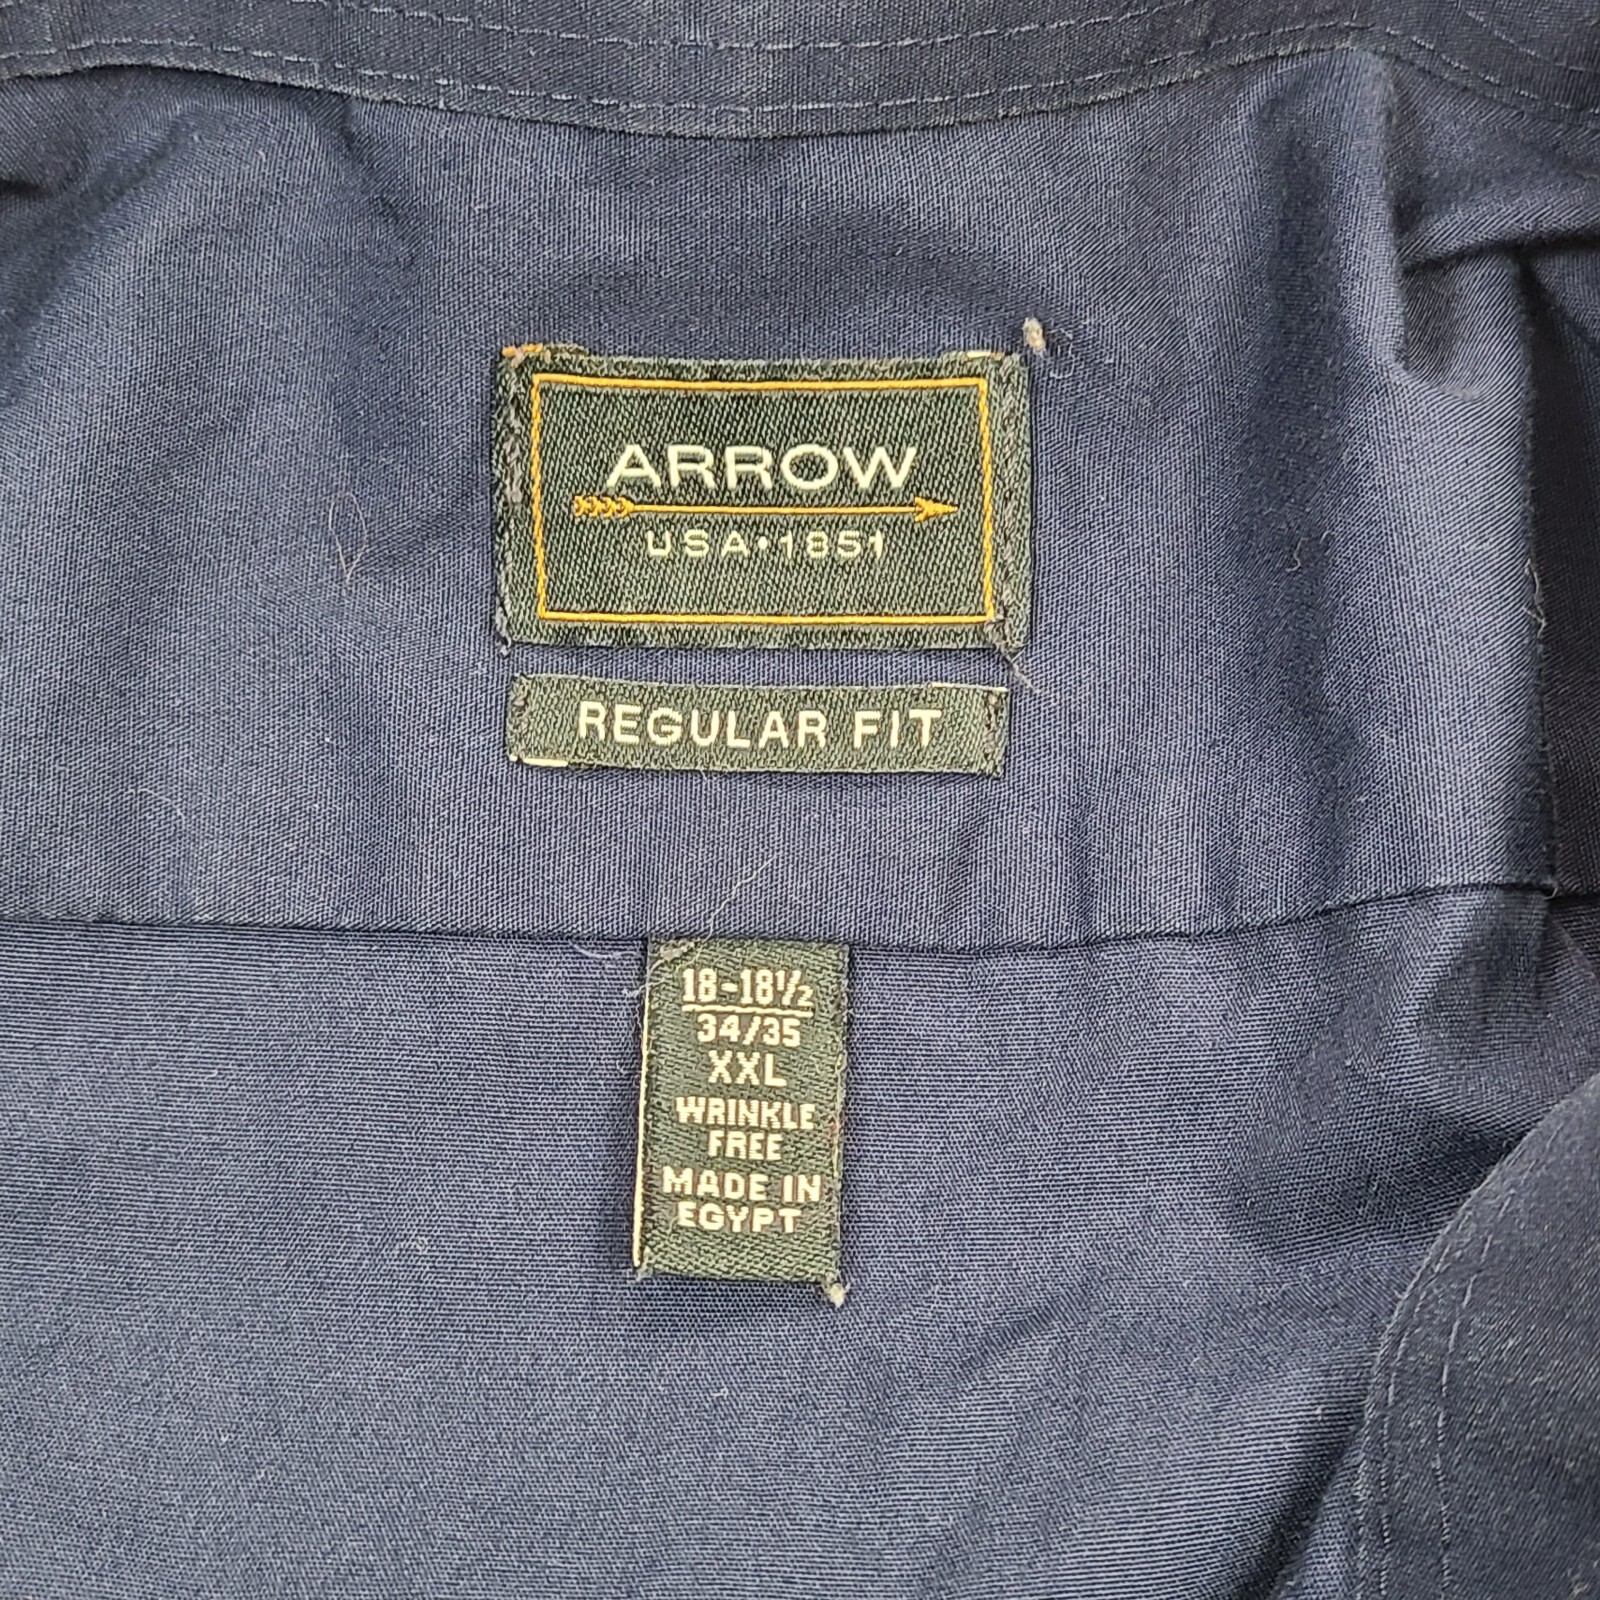 ARROW
USA•1851
REGULAR FIT
18-18½
34/35
XXL
WRINKLE
FREE
MADE IN
EGYPT